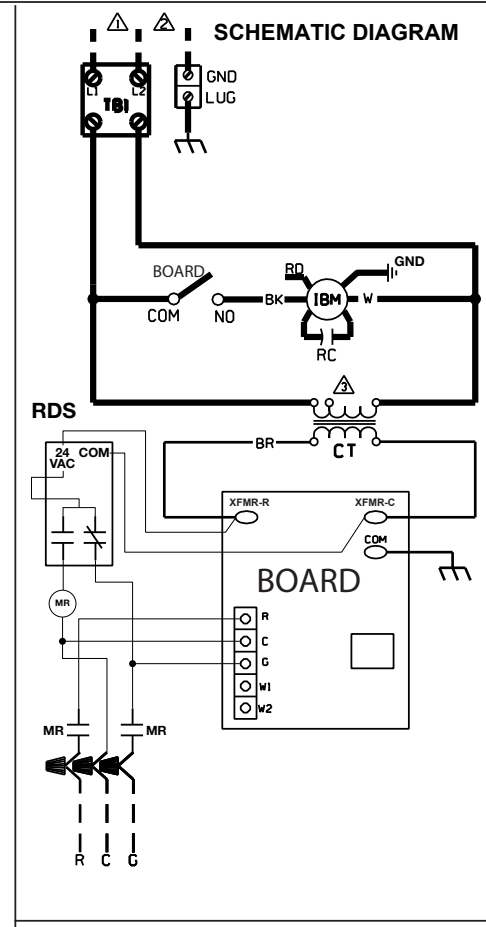 SCHEMATIC DIAGRAM
1 2
L1 L2
TB1
GND
LUG
BOARD
COM NO
BK
RD
IBM
W
GND
RC
3
RDS
BR
CT
24 VAC
COM
XFMR-R XFMR-C
COM
BOARD
MR
R
C
G
W1
W2
MR MR
R C G